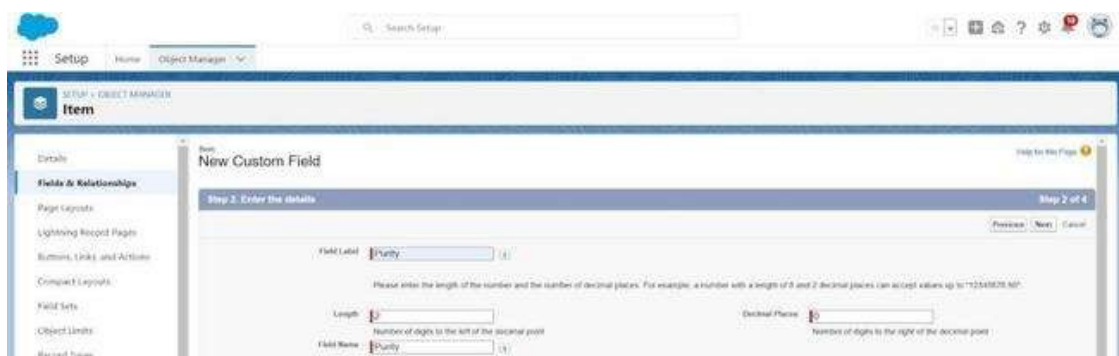 Search Setup
Setup Home Object Manager
SETUP > OBJECT MANAGER
Item
Details
Fields & Relationships
Page Layouts
Lightning Record Pages
Buttons, Links, and Actions
Compact Layouts
Field Sets
Object Limits
Record Types
Item
New Custom Field
Help for this Page
Step 2. Enter the details
Step 2 of 4
Previous Next Cancel
Field Label Purity
Please enter the length of the number and the number of decimal places. For example, a number with a length of 8 and 2 decimal places can accept values up to "12345678.90".
Length 2
Decimal Places 0
Number of digits to the left of the decimal point
Number of digits to the right of the decimal point
Field Name Purity